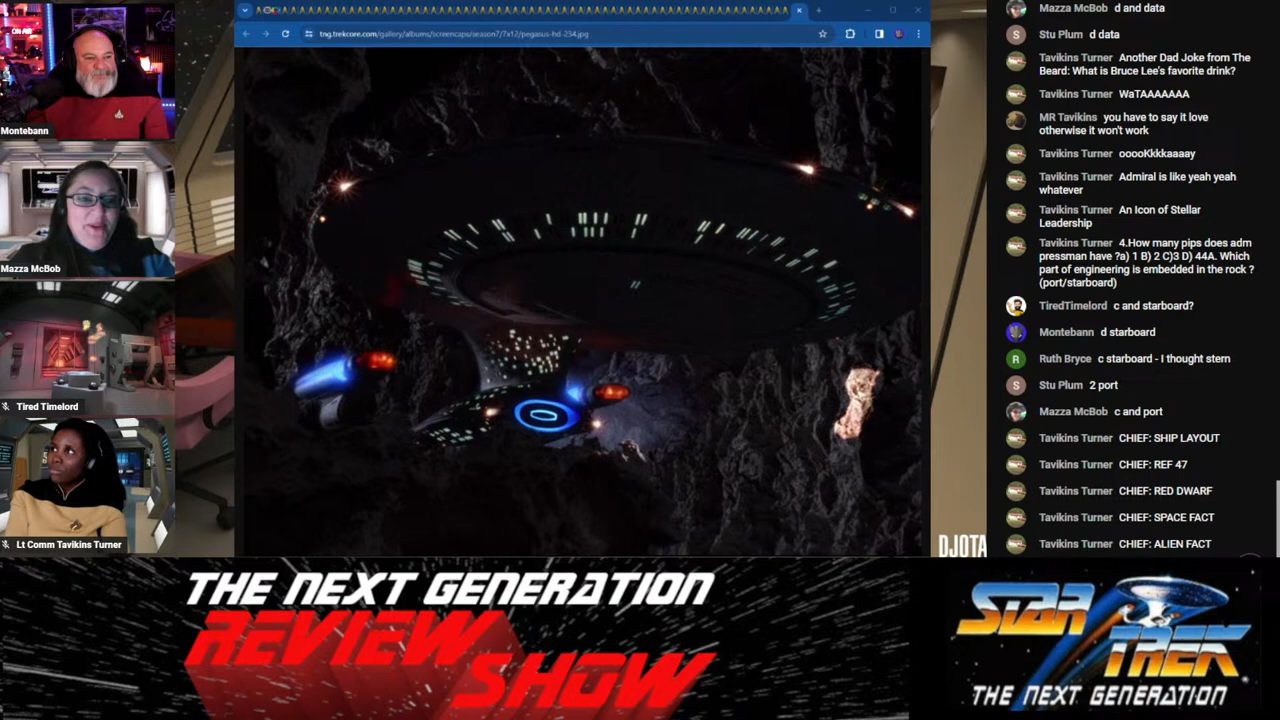 ON AIR
Montebann
Mazza McBob
Tired Timelord
Lt Comm Tavikins Turner
tng.trekcore.com/gallery/albums/screencaps/season7/7x12/pegasus-hd-234.jpg
DJOTA
Mazza McBob d and data
Stu Plum d data
Tavikins Turner Another Dad Joke from The
Beard: What is Bruce Lee's favorite drink?
Tavikins Turner WaTAAAAAAA
MR Tavikins you have to say it love
otherwise it won't work
Tavikins Turner ooooKkkkaaaay
Tavikins Turner Admiral is like yeah yeah
whatever
Tavikins Turner An Icon of Stellar
Leadership
Tavikins Turner 4.How many pips does adm
pressman have ?a) 1 B) 2 C)3 D) 44A. Which
part of engineering is embedded in the rock ?
(port/starboard)
TiredTimelord c and starboard?
Montebann d starboard
Ruth Bryce c starboard - I thought stern
Stu Plum 2 port
Mazza McBob c and port
Tavikins Turner CHIEF: SHIP LAYOUT
Tavikins Turner CHIEF: REF 47
Tavikins Turner CHIEF: RED DWARF
Tavikins Turner CHIEF: SPACE FACT
Tavikins Turner CHIEF: ALIEN FACT
THE NEXT GENERATION
REVIEW
SHOW
STAR
TREK
THE NEXT GENERATION